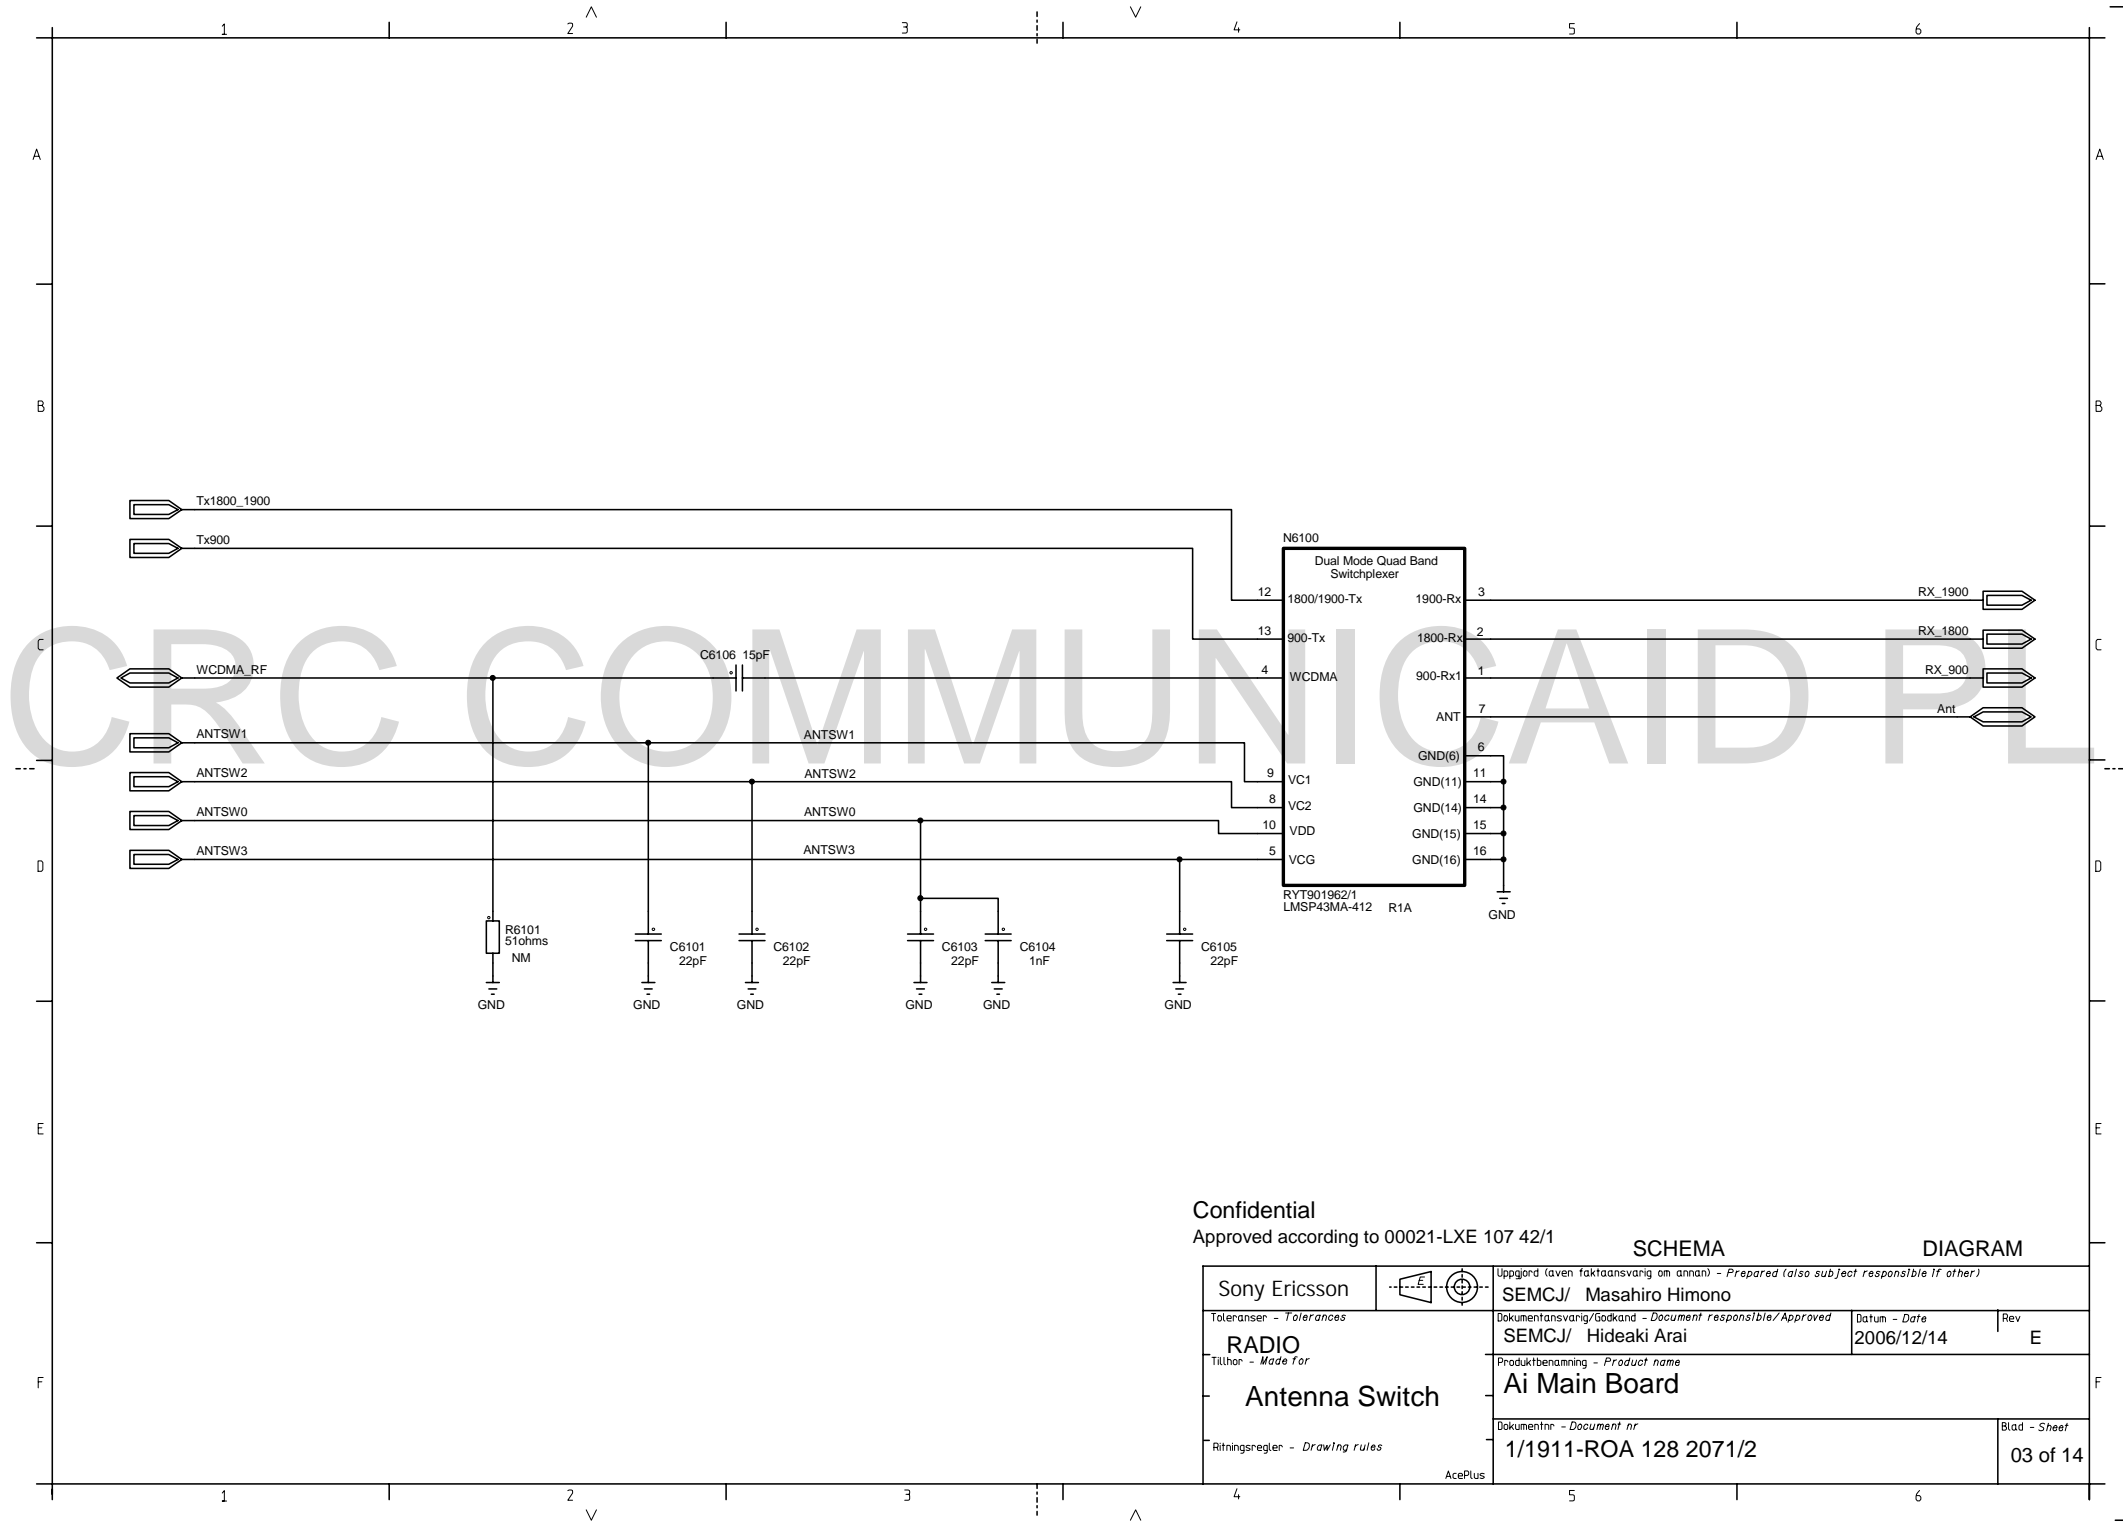 1 2 3 4 5 6
A A
B B
Tx1800_1900
Tx900
N6100
Dual Mode Quad Band
Switchplexer
12 1800/1900-Tx 1900-Rx 3 RX_1900
13 900-Tx 1800-Rx 2 RX_1800
C C
CRC COMMUNICAID PL
WCDMA_RF C6106 15pF 4 WCDMA 900-Rx1 1 RX_900
ANT 7 Ant
ANTSW1 ANTSW1 GND(6) 6
ANTSW2 ANTSW2 9 VC1 GND(11) 11
8 VC2 GND(14) 14
ANTSW0 ANTSW0 10 VDD GND(15) 15
ANTSW3 ANTSW3 5 VCG GND(16) 16
D D
RYT901962/1
LMSP43MA-412 R1A
GND
R6101
51ohms
NM
C6101
22pF
C6102
22pF
C6103
22pF
C6104
1nF
C6105
22pF
GND GND GND GND GND GND
E E
Confidential
Approved according to 00021-LXE 107 42/1
SCHEMA DIAGRAM
Sony Ericsson
E
Uppgjord (aven faktaansvarig om annan) - Prepared (also subject responsible if other)
SEMCJ/ Masahiro Himono
Toleranser - Tolerances
RADIO
Dokumentansvarig/Godkand - Document responsible/Approved
SEMCJ/ Hideaki Arai
Datum - Date
2006/12/14
Rev
E
Tillhor - Made for
Antenna Switch
Produktbenamning - Product name
Ai Main Board
F F
Ritningsregler - Drawing rules
AcePlus
Dokumentnr - Document nr
1/1911-ROA 128 2071/2
Blad - Sheet
03 of 14
1 2 3 4 5 6